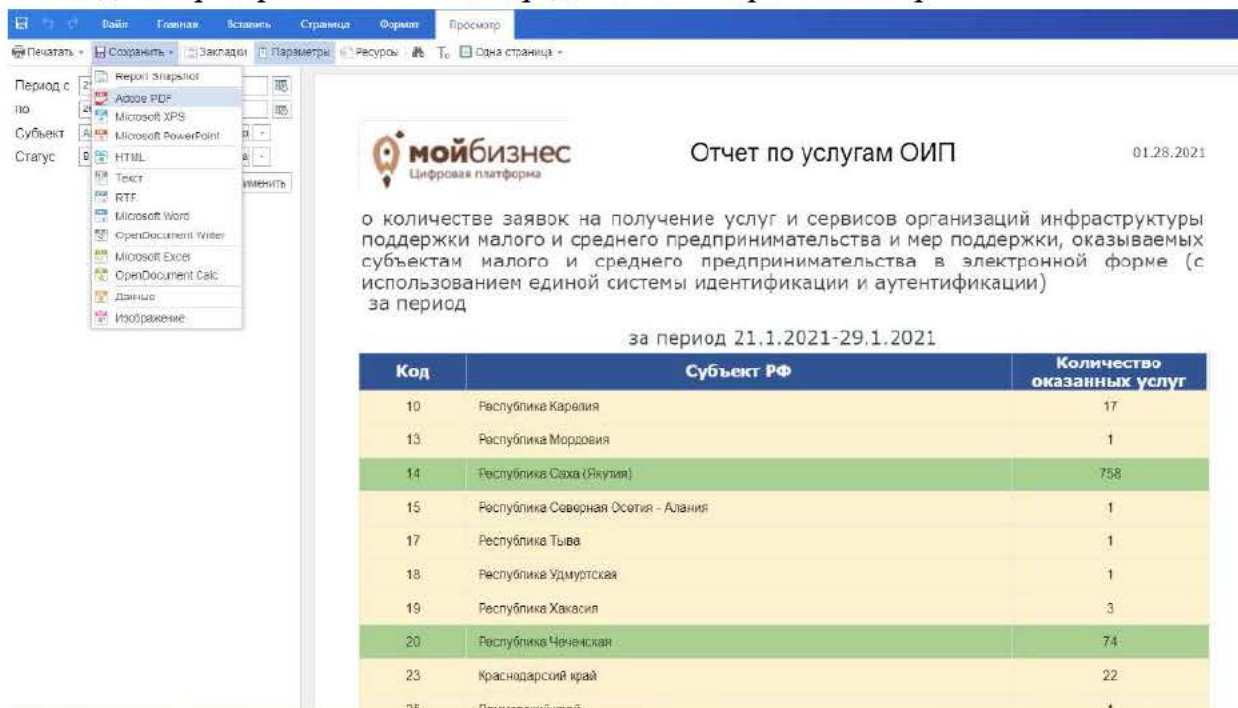 Файл Главная Вставить Страница Формат Просмотр
Печатать Сохранить Закладки Параметры Ресурсы Одна страница
Report Snapshot
Период с
Adobe PDF
по
Microsoft XPS
Субъект
Microsoft PowerPoint
Статус
HTML
Текст
RTF
Microsoft Word
OpenDocument Writer
Microsoft Excel
OpenDocument Calc
Данные
Изображение
мойбизнес
Цифровая платформа
Отчет по услугам ОИП
01.28.2021
о количестве заявок на получение услуг и сервисов организаций инфраструктуры
поддержки малого и среднего предпринимательства и мер поддержки, оказываемых
субъектам малого и среднего предпринимательства в электронной форме (с
использованием единой системы идентификации и аутентификации)
за период
за период 21.1.2021-29.1.2021
Код Субъект РФ Количество оказанных услуг
10 Республика Карелия 17
13 Республика Мордовия 1
14 Республика Саха (Якутия) 758
15 Республика Северная Осетия - Алания 1
17 Республика Тыва 1
18 Республика Удмуртская 1
19 Республика Хакасия 3
20 Республика Чеченская 74
23 Краснодарский край 22